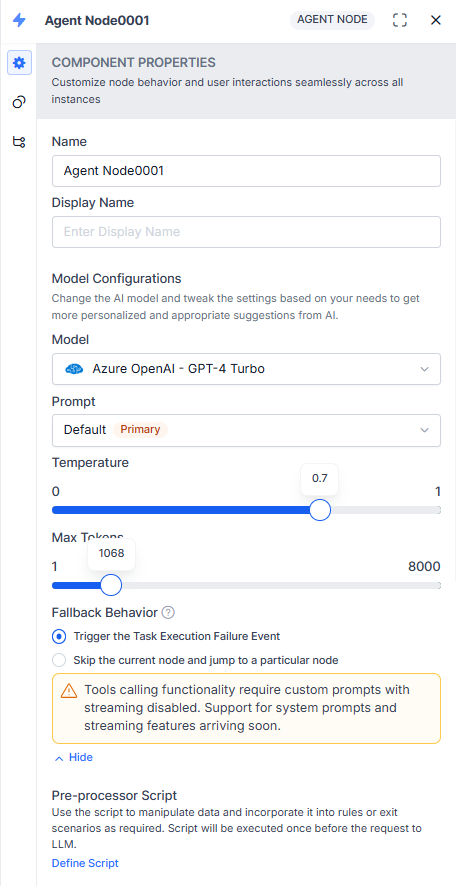 Agent Node0001
AGENT NODE
COMPONENT PROPERTIES
Customize node behavior and user interactions seamlessly across all
instances
Name
Agent Node0001
Display Name
Enter Display Name
Model Configurations
Change the AI model and tweak the settings based on your needs to get
more personalized and appropriate suggestions from AI.
Model
Azure OpenAI - GPT-4 Turbo
Prompt
Default Primary
Temperature
0.7
0 1
Max Tokens
1068
1 8000
Fallback Behavior
Trigger the Task Execution Failure Event
Skip the current node and jump to a particular node
Tools calling functionality require custom prompts with
streaming disabled. Support for system prompts and
streaming features arriving soon.
Hide
Pre-processor Script
Use the script to manipulate data and incorporate it into rules or exit
scenarios as required. Script will be executed once before the request to
LLM.
Define Script